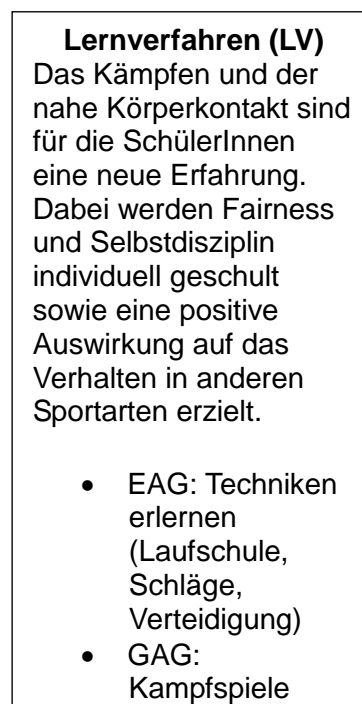 Lernverfahren (LV)
Das Kämpfen und der
nahe Körperkontakt sind
für die SchülerInnen
eine neue Erfahrung.
Dabei werden Fairness
und Selbstdisziplin
individuell geschult
sowie eine positive
Auswirkung auf das
Verhalten in anderen
Sportarten erzielt.
• EAG: Techniken
erlernen
(Laufschule,
Schläge,
Verteidigung)
• GAG:
Kampfspiele